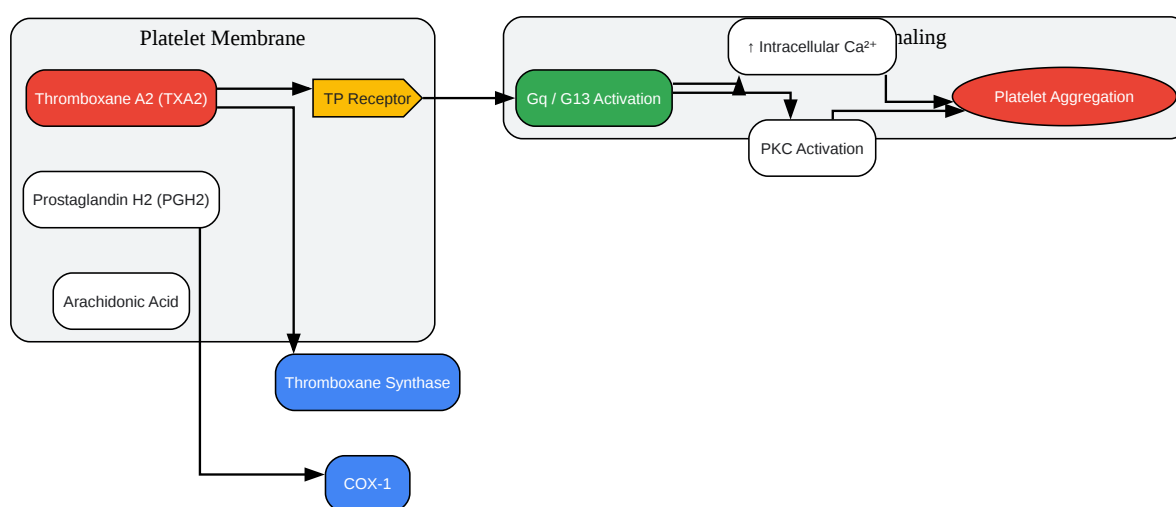 Platelet Membrane
Thromboxane A2 (TXA2)
TP Receptor
Prostaglandin H2 (PGH2)
Arachidonic Acid
Thromboxane Synthase
COX-1
↑ Intracellular Ca²⁺
Gq / G13 Activation
PKC Activation
Platelet Aggregation